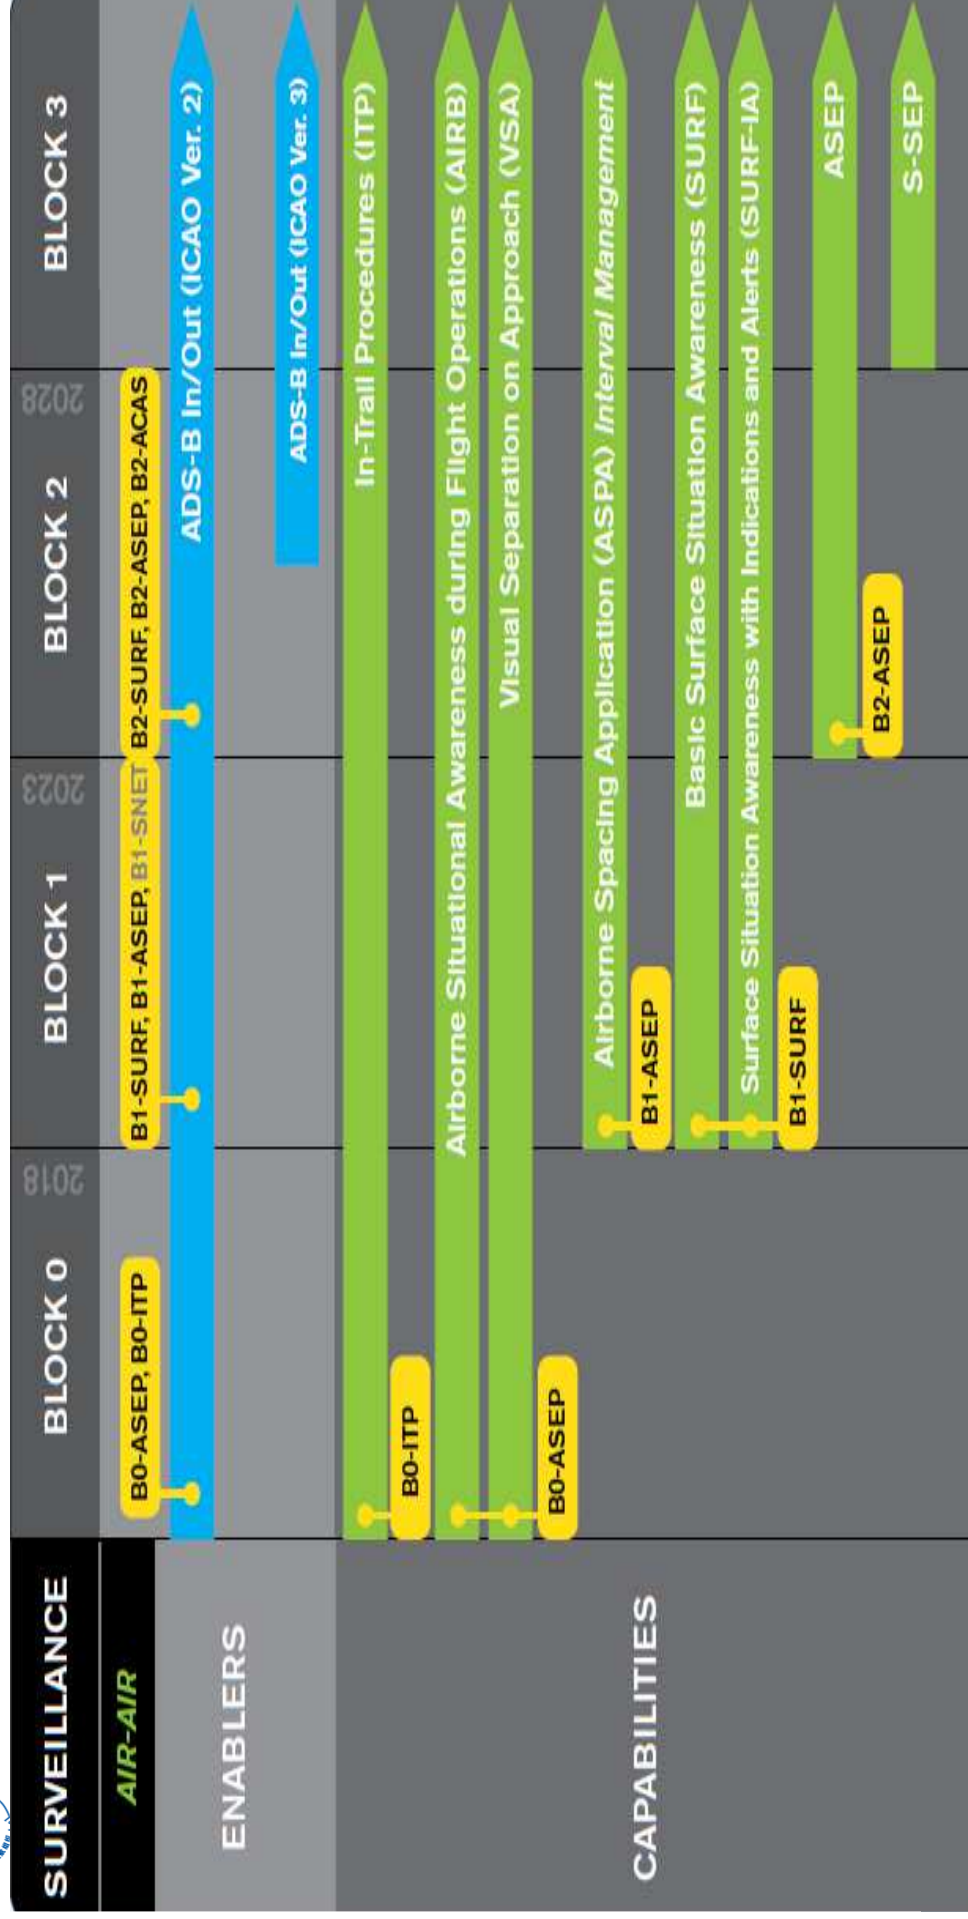 SURVEILLANCE
BLOCK 0
2018
BLOCK 1
2023
BLOCK 2
2028
BLOCK 3
AIR-AIR
B0-ASEP, B0-ITP
B1-SURF, B1-ASEP, B1-SNET
B2-SURF, B2-ASEP, B2-ACAS
ENABLERS
ADS-B In/Out (ICAO Ver. 2)
ADS-B In/Out (ICAO Ver. 3)
CAPABILITIES
In-Trail Procedures (ITP)
B0-ITP
Airborne Situational Awareness during Flight Operations (AIRB)
Visual Separation on Approach (VSA)
B0-ASEP
Airborne Spacing Application (ASPA) Interval Management
B1-ASEP
Basic Surface Situation Awareness (SURF)
Surface Situation Awareness with Indications and Alerts (SURF-IA)
B1-SURF
ASEP
B2-ASEP
S-SEP